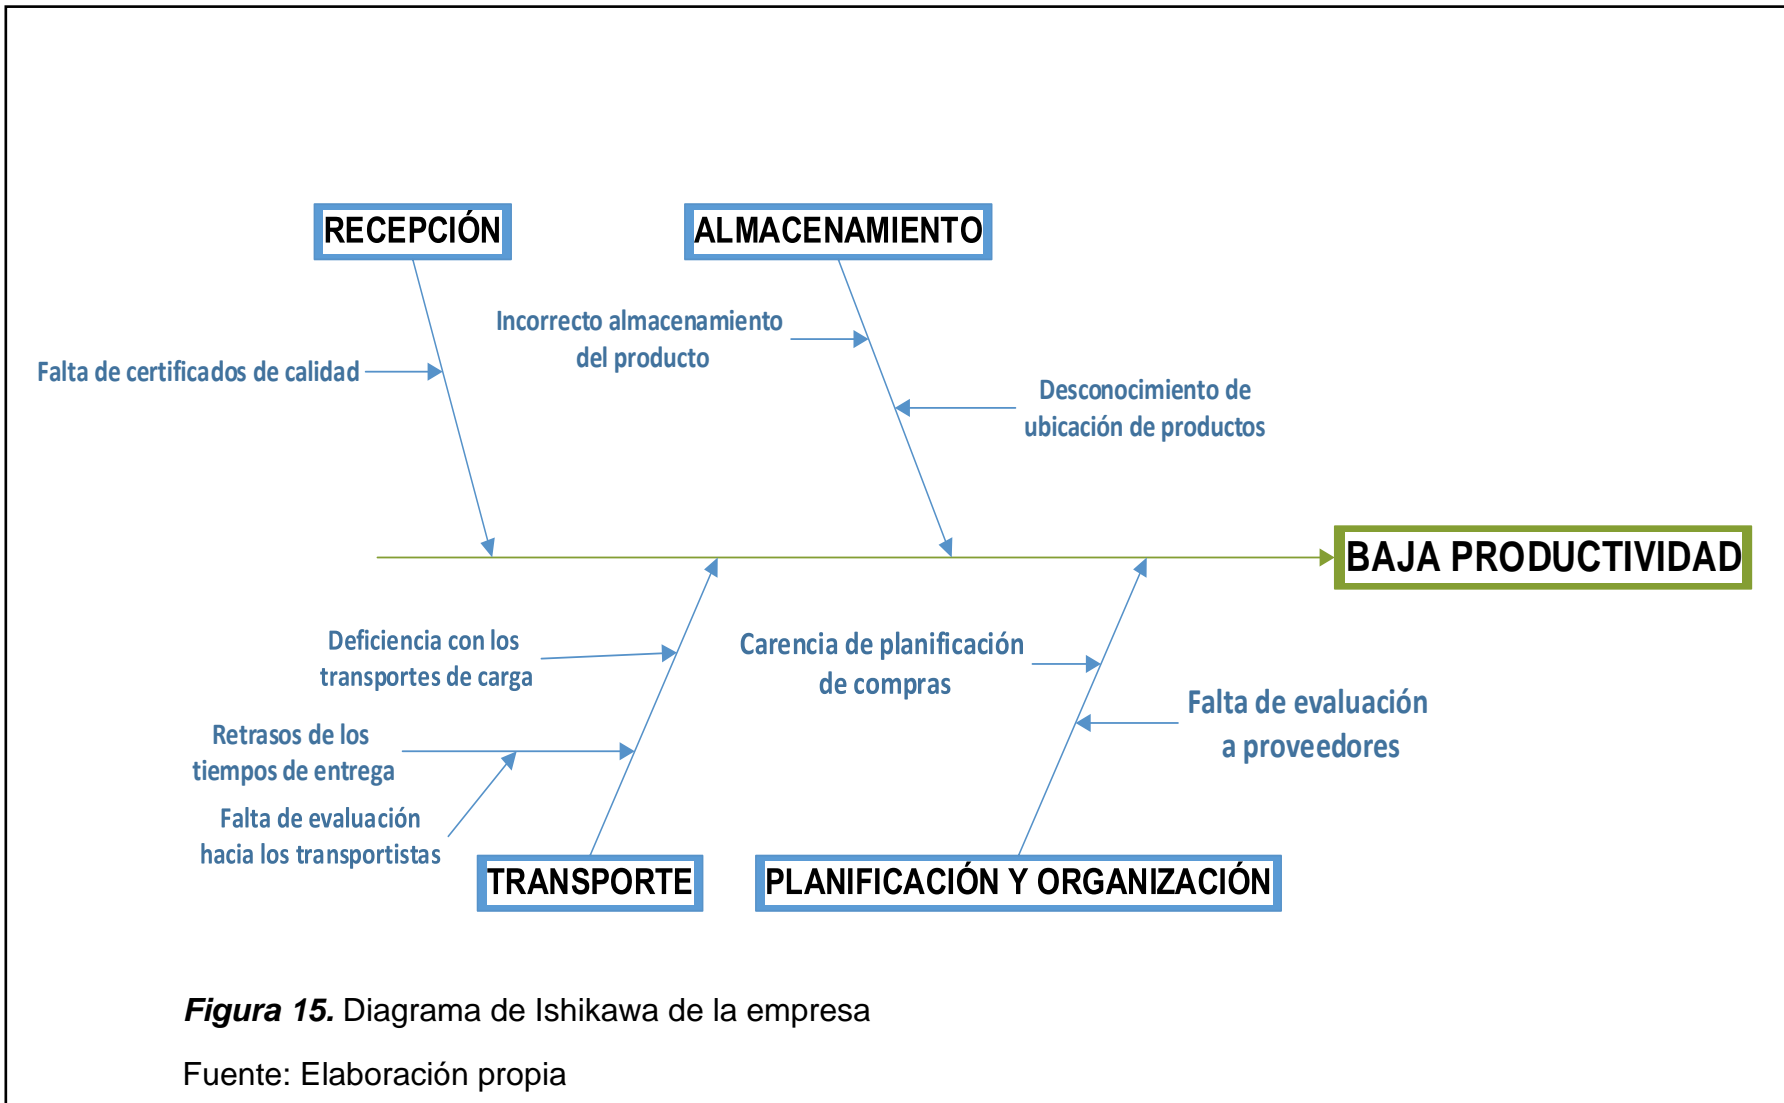 RECEPCIÓN
ALMACENAMIENTO
Incorrecto almacenamiento
del producto
Falta de certificados de calidad
Desconocimiento de
ubicación de productos
BAJA PRODUCTIVIDAD
Deficiencia con los
transportes de carga
Carencia de planificación
de compras
Falta de evaluación
a proveedores
Retrasos de los
tiempos de entrega
Falta de evaluación
hacia los transportistas
TRANSPORTE
PLANIFICACIÓN Y ORGANIZACIÓN
Figura 15. Diagrama de Ishikawa de la empresa
Fuente: Elaboración propia